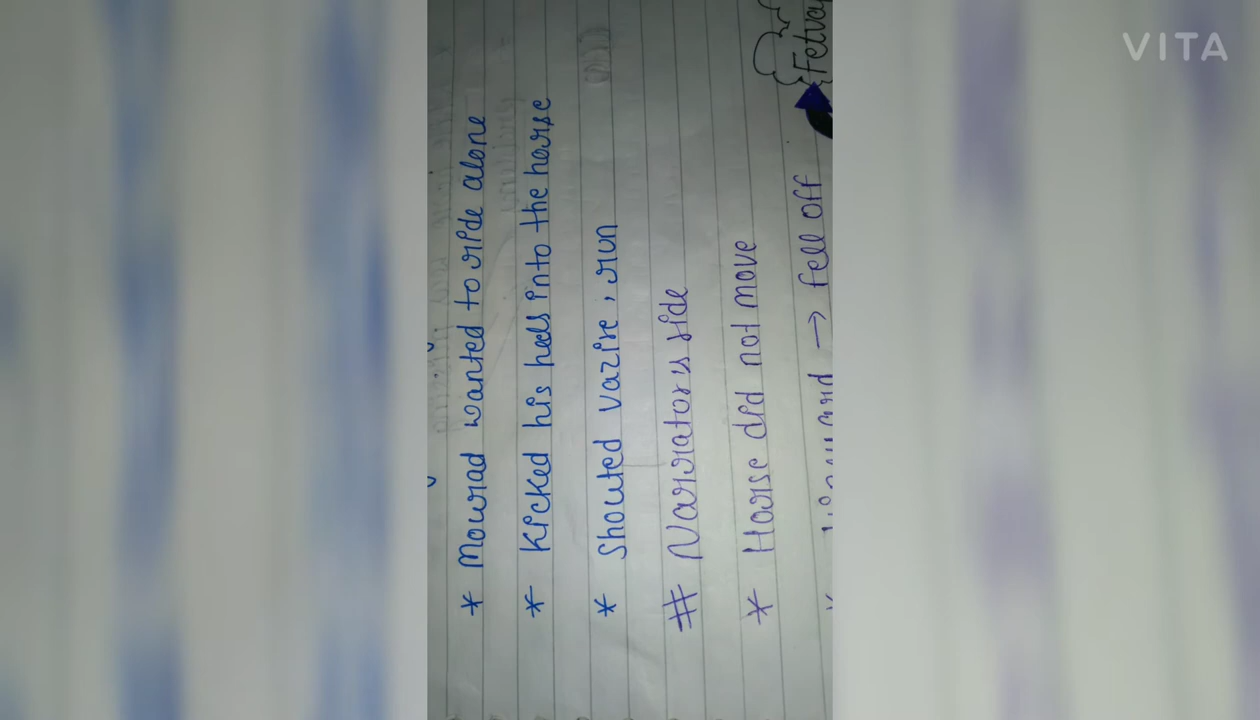 * Mourad wanted to ride alone
* Kicked his heels into the horse
* Shouted vazire, run
# Narrator's side
* Horse did not move
→ fell off
VITA